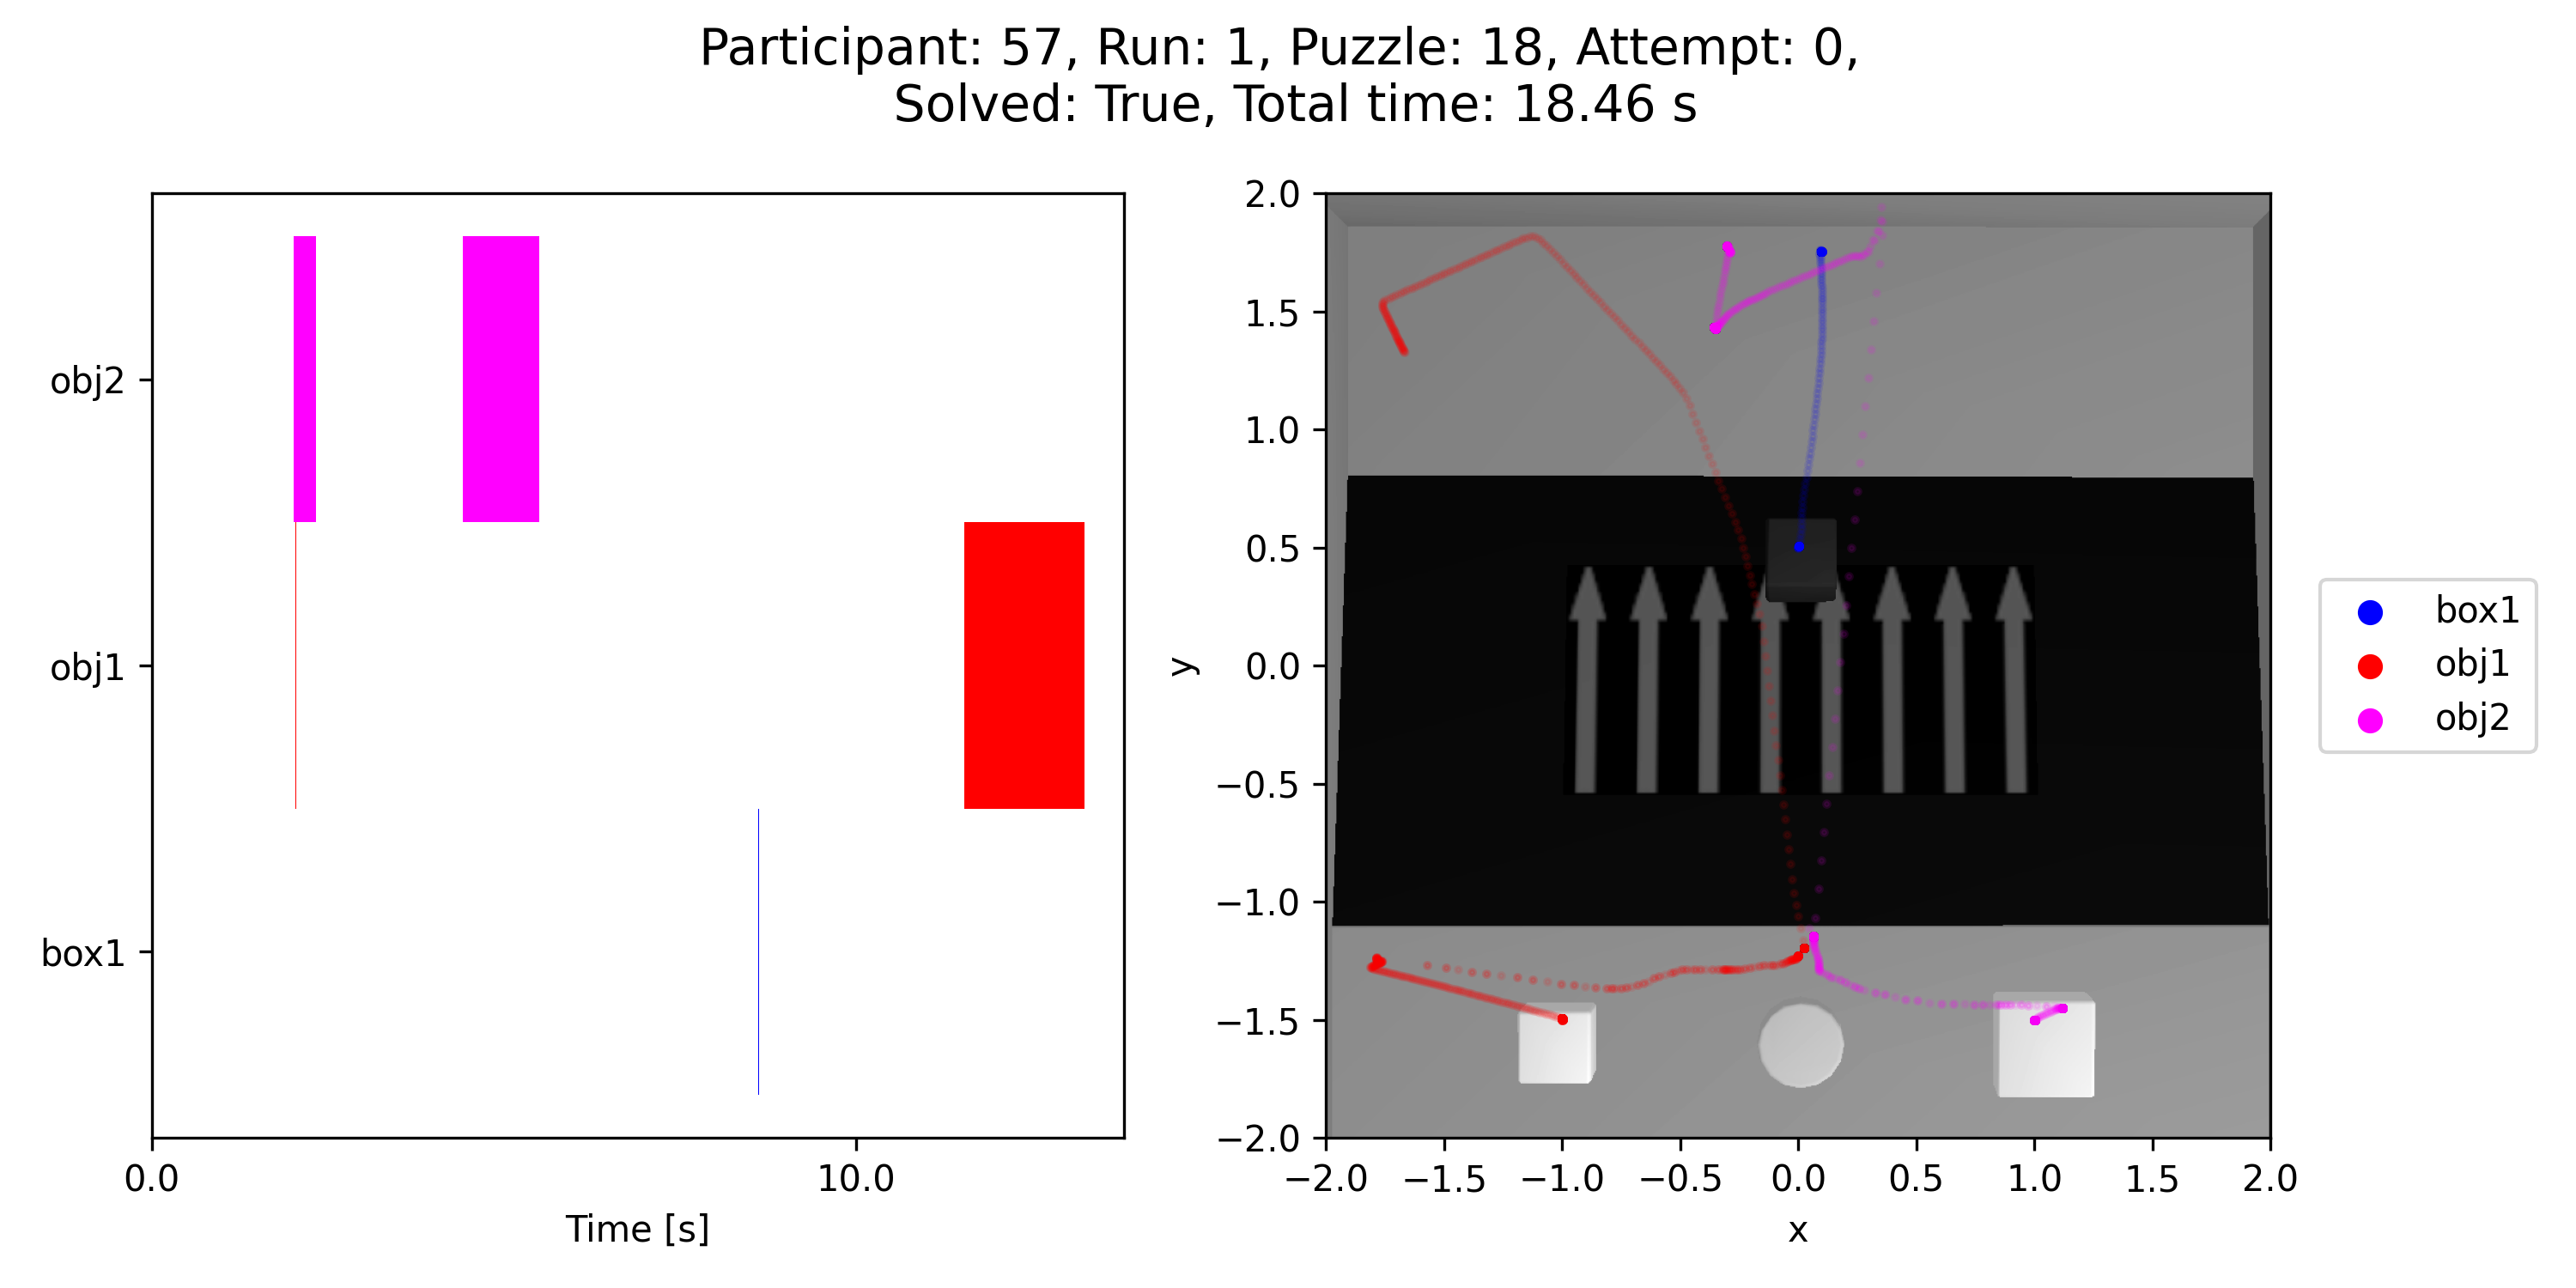 Participant: 57, Run: 1, Puzzle: 18, Attempt: 0,
Solved: True, Total time: 18.46 s
obj2
obj1
box1
0.0
10.0
Time [s]
2.0
1.5
1.0
0.5
0.0
−0.5
−1.0
−1.5
−2.0
y
−2.0
−1.5
−1.0
−0.5
0.0
0.5
1.0
1.5
2.0
x
box1
obj1
obj2